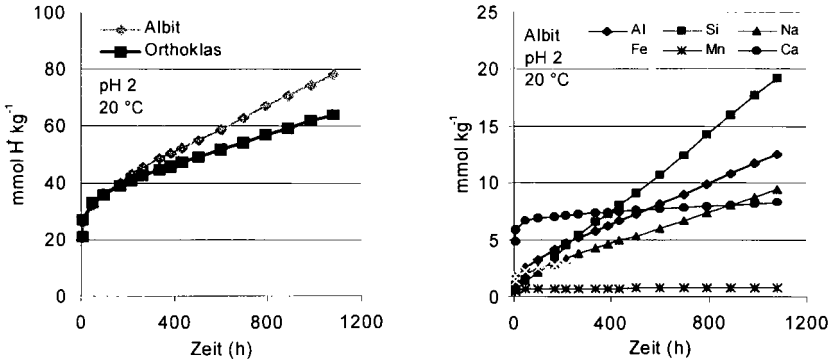 100
80
60
40
20
0
mmol H⁺ kg⁻¹
Albit
Orthoklas
pH 2
20 °C
0 400 800 1200
Zeit (h)
25
20
15
10
5
0
mmol kg⁻¹
Albit
pH 2
20 °C
Al Si Na
Fe Mn Ca
0 400 800 1200
Zeit (h)